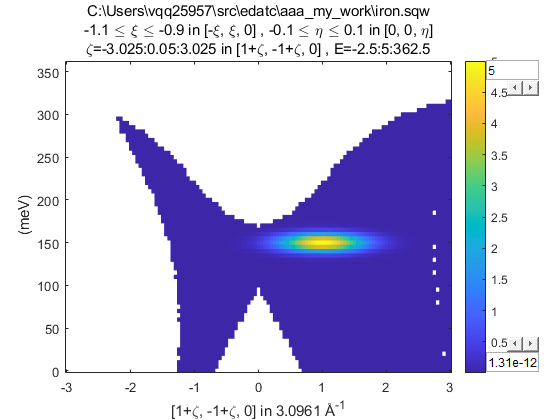 C:\Users\vqq25957\src\edatc\aaa_my_work\iron.sqw
-1.1 ≤ ξ ≤ -0.9 in [-ξ, ξ, 0] , -0.1 ≤ η ≤ 0.1 in [0, 0, η]
ζ=-3.025:0.05:3.025 in [1+ζ, -1+ζ, 0] , E=-2.5:5:362.5
350
300
250
200
150
100
50
0
(meV)
-3 -2 -1 0 1 2 3
[1+ζ, -1+ζ, 0] in 3.0961 Å⁻¹
5
4.5
4
3.5
3
2.5
2
1.5
1
0.5
1.31e-12